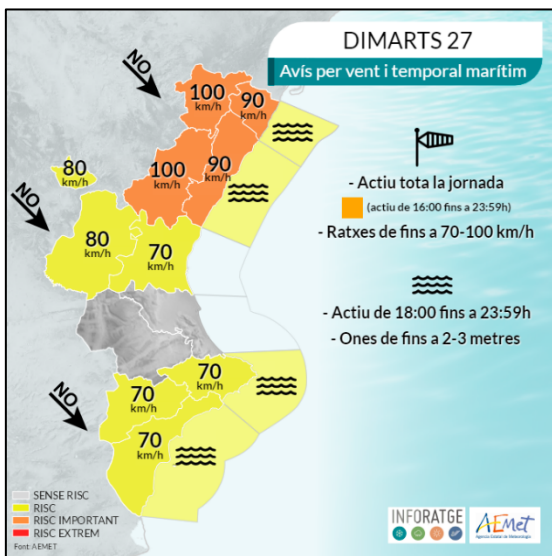 DIMARTS 27
Avís per vent i temporal marítim
NO
100
km/h
90
km/h
100
km/h
90
km/h
80
km/h
NO
80
km/h
70
km/h
- Actiu tota la jornada
(actiu de 16:00 fins a 23:59h)
- Ratxes de fins a 70-100 km/h
- Actiu de 18:00 fins a 23:59h
- Ones de fins a 2-3 metres
70
km/h
70
km/h
NO
70
km/h
SENSE RISC
RISC
RISC IMPORTANT
RISC EXTREM
Font: AEMET
INFORATGE
AEMet
Agencia Estatal de Meteorología